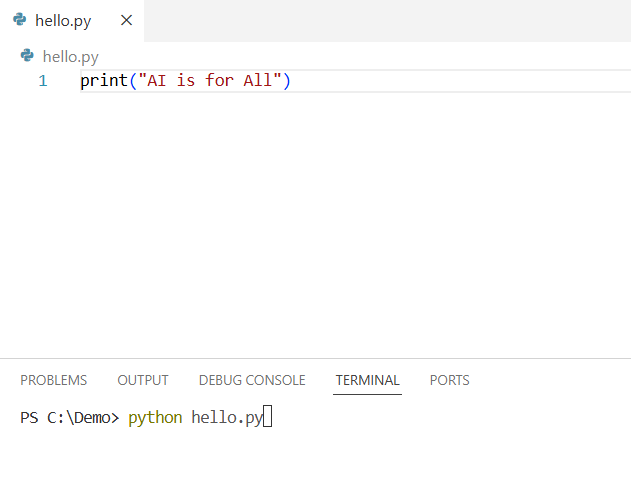 hello.py
hello.py
1 print("AI is for All")
PROBLEMS OUTPUT DEBUG CONSOLE TERMINAL PORTS
PS C:\Demo> python hello.py